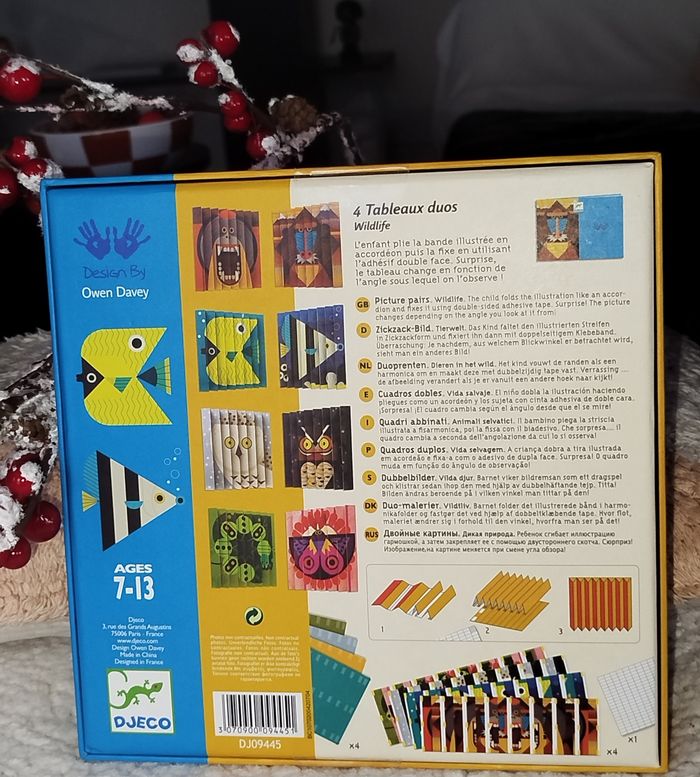 Design By
Owen Davey
AGES
7-13
Djeco
3, rue des Grands Augustins
75006 Paris - France
www.djeco.com
Design Owen Davey
Made in China
Designed in France
DJECO
4 Tableaux duos
Wildlife
L'enfant plie la bande illustrée en
accordéon puis la fixe en utilisant
l'adhésif double face. Surprise,
le tableau change en fonction de
l'angle sous lequel on l'observe !
GB Picture pairs. Wildlife. The child folds the illustration like an accor-
dion and fixes it using double-sided adhesive tape. Surprise! The picture
changes depending on the angle you look at it from!
D Zickzack-Bild. Tierwelt. Das Kind faltet den illustrierten Streifen
in Zickzackform und fixiert ihn dann mit doppelseitigem Klebeband.
Überraschung: Je nachdem, aus welchem Blickwinkel er betrachtet wird,
sieht man ein anderes Bild!
NL Duoprenten. Dieren in het wild. Het kind vouwt de randen als een
harmonica om en maakt deze met dubbelzijdig tape vast. Verrassing ....
de afbeelding verandert als je er vanuit een andere hoek naar kijkt!
E Cuadros dobles. Vida salvaje. El niño dobla la ilustración haciendo
pliegues como un acordeón y los sujeta con cinta adhesiva de doble cara.
¡Sorpresa! ¡El cuadro cambia según el ángulo desde que el se mire!
I Quadri abbinati. Animali selvatici. Il bambino piega la striscia
illustrata a fisarmonica, poi la fissa con il biadesivo. Che sorpresa.... il
quadro cambia a seconda dell'angolazione da cui lo si osserva!
P Quadros duplos. Vida selvagem. A criança dobra a tira ilustrada
em acordeão e fixa-a com o adesivo de dupla face. Surpresa! O quadro
muda em função do ângulo de observação!
S Dubbelbilder. Vilda djur. Barnet viker bildremsan som ett dragspel
och klistrar sedan ihop den med hjälp av dubbelhäftande tejp. Titta!
Bilden ändras beroende på i vilken vinkel man tittar på den!
DK Duo-malerier. Vildtliv. Barnet folder det illustrerede bånd i harmo-
nikafolder og fastgør det ved hjælp af dobbeltklæbende tape. Hvor flot,
maleriet ændrer sig i forhold til den vinkel, hvorfra man ser på det!
RUS Двойные картины. Дикая природа. Ребенок сгибает иллюстрацию
гармошкой, а затем закрепляет ее с помощью двустороннего скотча. Сюрприз!
Изображение,на картине меняется при смене угла обзора!
1
2
3
Photos non contractuelles. Non contractual
3 070900 094451
DJ09445
x4
x4
x1